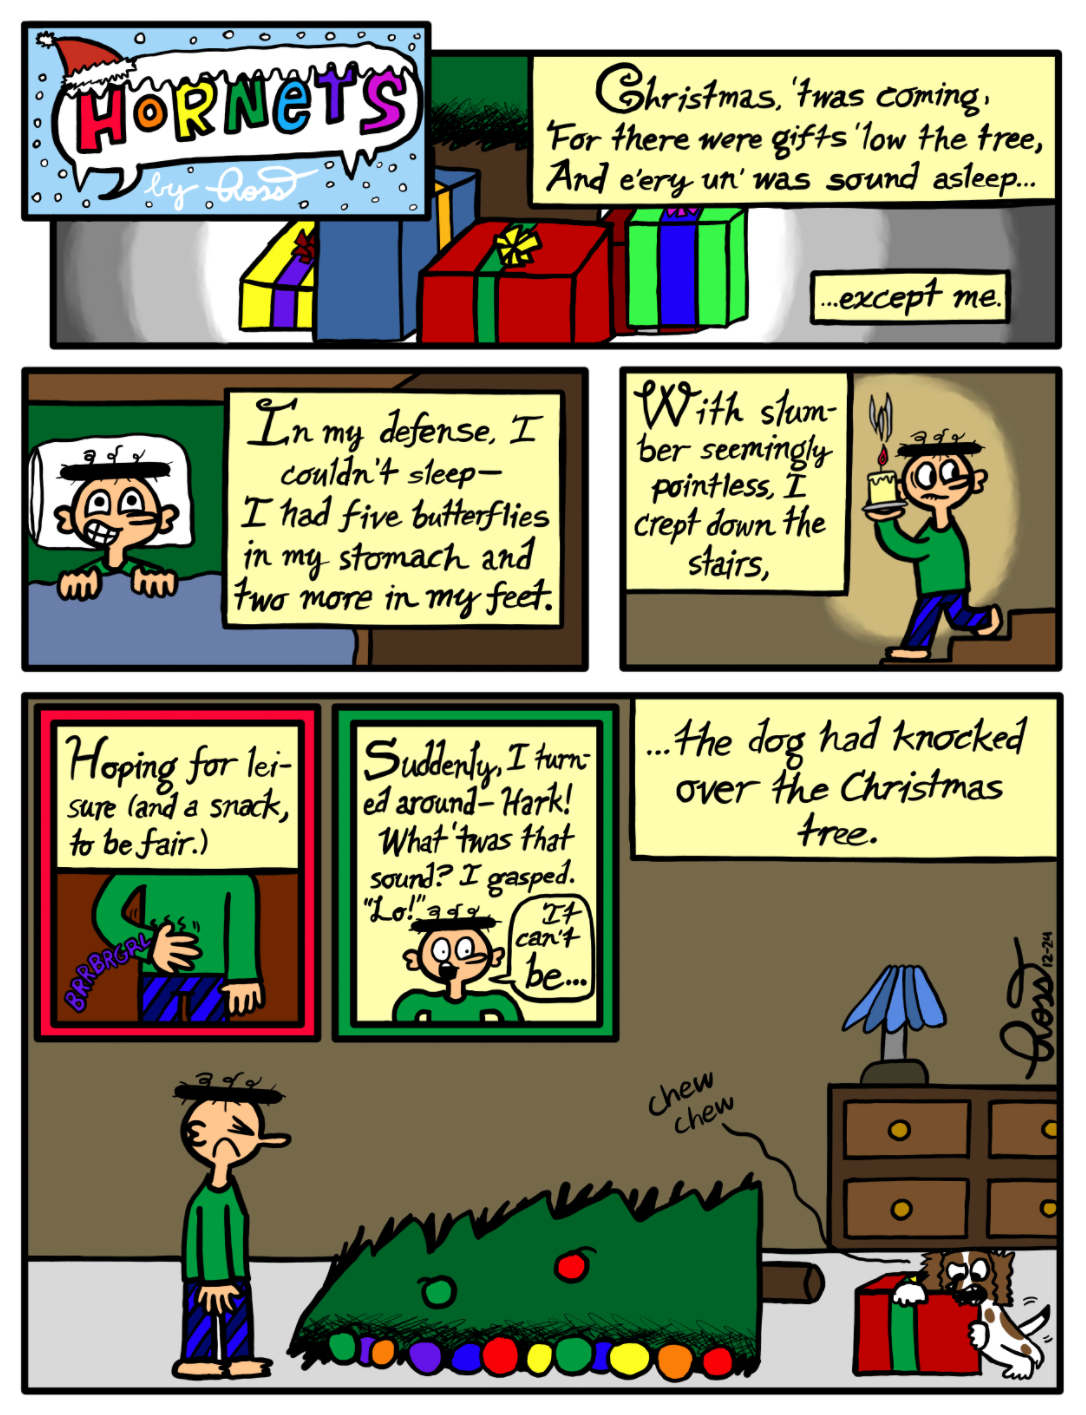 HORNETS
by Ross
Christmas, 'twas coming,
'For there were gifts 'low the tree,
And e'ery un' was sound asleep...
...except me.
In my defense, I
couldn't sleep—
I had five butterflies
in my stomach and
two more in my feet.
With slum-
ber seemingly
pointless, I
crept down the
stairs,
Hoping for lei-
sure (and a snack,
to be fair.)
BRRBRGRL
Suddenly, I turn-
ed around- Hark!
What 'twas that
sound? I gasped.
"Lo!"
It
can't
be...
...the dog had knocked
over the Christmas
tree.
Ross 12-24
chew
chew